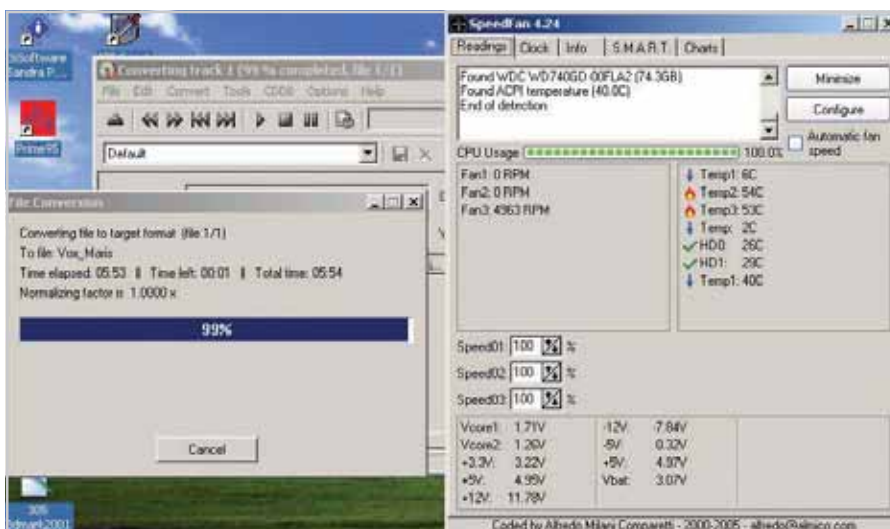 Sandra P...
Prime95
Converting track 1 (99 % completed, file 1/1)
File Edit Convert Tools CDDB Options Help
Default
File Conversion
Converting file to target format (file 1/1)
To file: Vox_Maris
Time elapsed: 05:53 || Time left: 00:01 || Total time: 05:54
Normalizing factor is 1.0000 x
99%
Cancel
305
SpeedFan 4.24
Readings Clock Info S.M.A.R.T. Charts
Found WDC WD740GD-00FLA2 (74.3GB)
Found ACPI temperature (40.0C)
End of detection
Minimize
Configure
Automatic fan speed
CPU Usage 100.0%
Fan1: 0 RPM
Fan2: 0 RPM
Fan3: 4963 RPM
Temp1: 6C
Temp2: 54C
Temp3: 53C
Temp: 2C
HD0: 26C
HD1: 29C
Temp1: 40C
Speed01: 100 %
Speed02: 100 %
Speed03: 100 %
Vcore1: 1.71V
Vcore2: 1.26V
+3.3V: 3.22V
+5V: 4.95V
+12V: 11.78V
-12V: -7.84V
-5V: 0.32V
+5V: 4.97V
Vbat: 3.07V
Coded by Alfredo Milani Comparetti - 2000-2005 - alfredo@almico.com